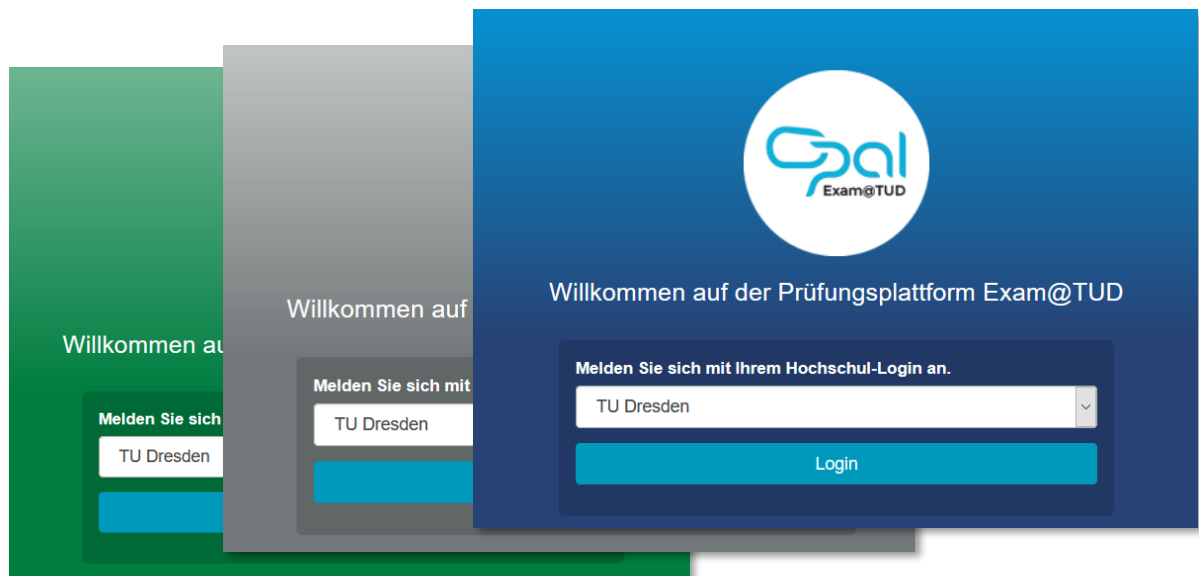 Opal
Exam@TUD
Willkommen auf der Prüfungsplattform Exam@TUD
Melden Sie sich mit Ihrem Hochschul-Login an.
TU Dresden
Login
Willkommen auf
Melden Sie sich mit
TU Dresden
Willkommen au
Melden Sie sich
TU Dresden